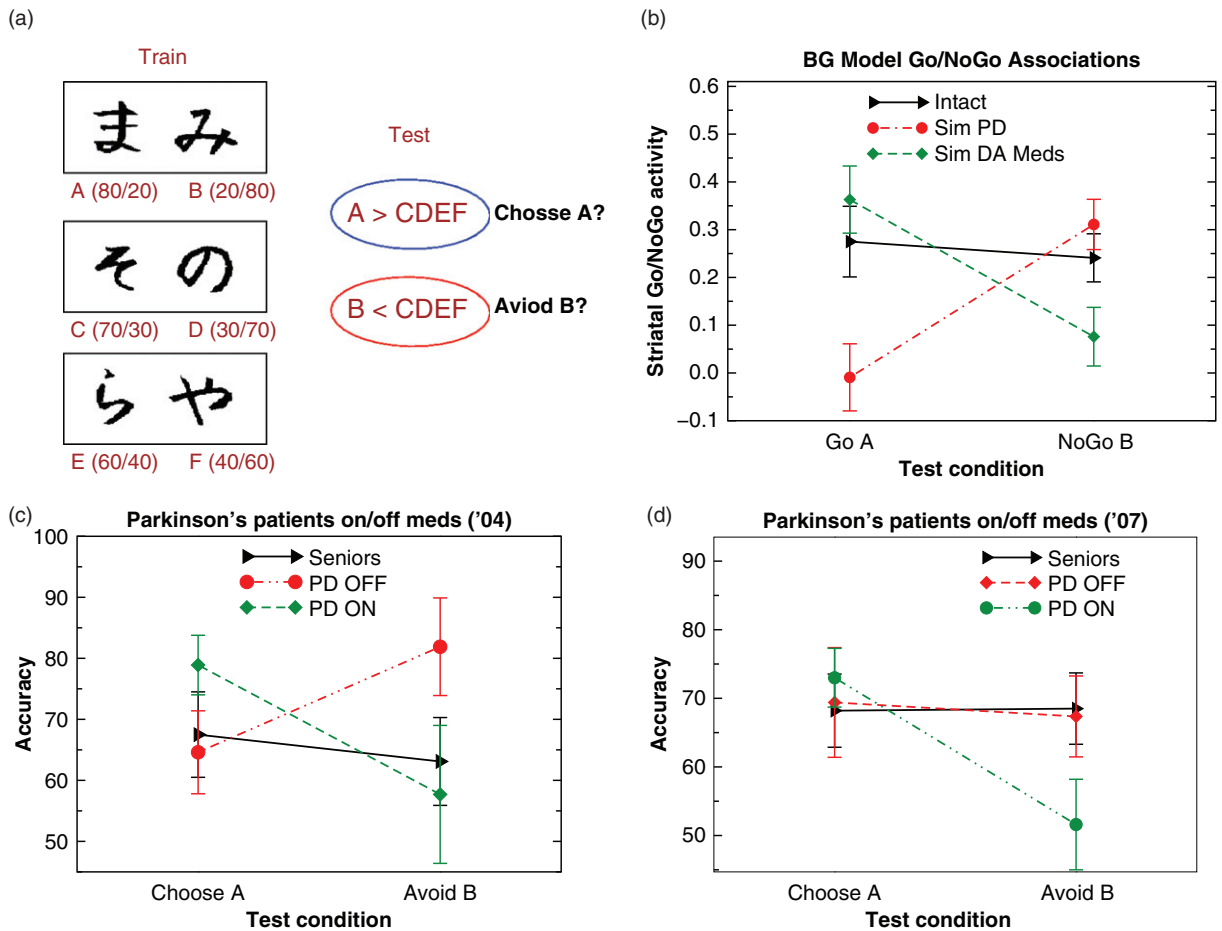 (a)
Train
ま み
A (80/20) B (20/80)
そ の
C (70/30) D (30/70)
ら や
E (60/40) F (40/60)
Test
A > CDEF Chosse A?
B < CDEF Aviod B?
(b)
BG Model Go/NoGo Associations
Intact
Sim PD
Sim DA Meds
Striatal Go/NoGo activity
0.6
0.5
0.4
0.3
0.2
0.1
0.0
−0.1
Go A NoGo B
Test condition
(c)
Parkinson's patients on/off meds ('04)
Seniors
PD OFF
PD ON
Accuracy
100
90
80
70
60
50
Choose A Avoid B
Test condition
(d)
Parkinson's patients on/off meds ('07)
Seniors
PD OFF
PD ON
Accuracy
90
80
70
60
50
Choose A Avoid B
Test condition